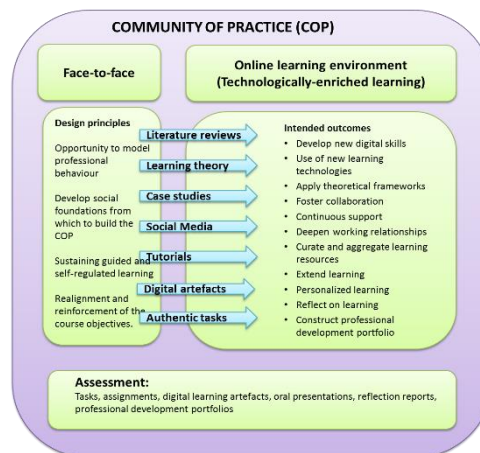 COMMUNITY OF PRACTICE (COP)
Face-to-face
Online learning environment
(Technologically-enriched learning)
Design principles
Opportunity to model
professional
behaviour
Develop social
foundations from
which to build the
COP
Sustaining guided and
self-regulated learning
Realignment and
reinforcement of the
course objectives.
Literature reviews
Learning theory
Case studies
Social Media
Tutorials
Digital artefacts
Authentic tasks
Intended outcomes
• Develop new digital skills
• Use of new learning
technologies
• Apply theoretical frameworks
• Foster collaboration
• Continuous support
• Deepen working relationships
• Curate and aggregate learning
resources
• Extend learning
• Personalized learning
• Reflect on learning
• Construct professional
development portfolio
Assessment:
Tasks, assignments, digital learning artefacts, oral presentations, reflection reports,
professional development portfolios